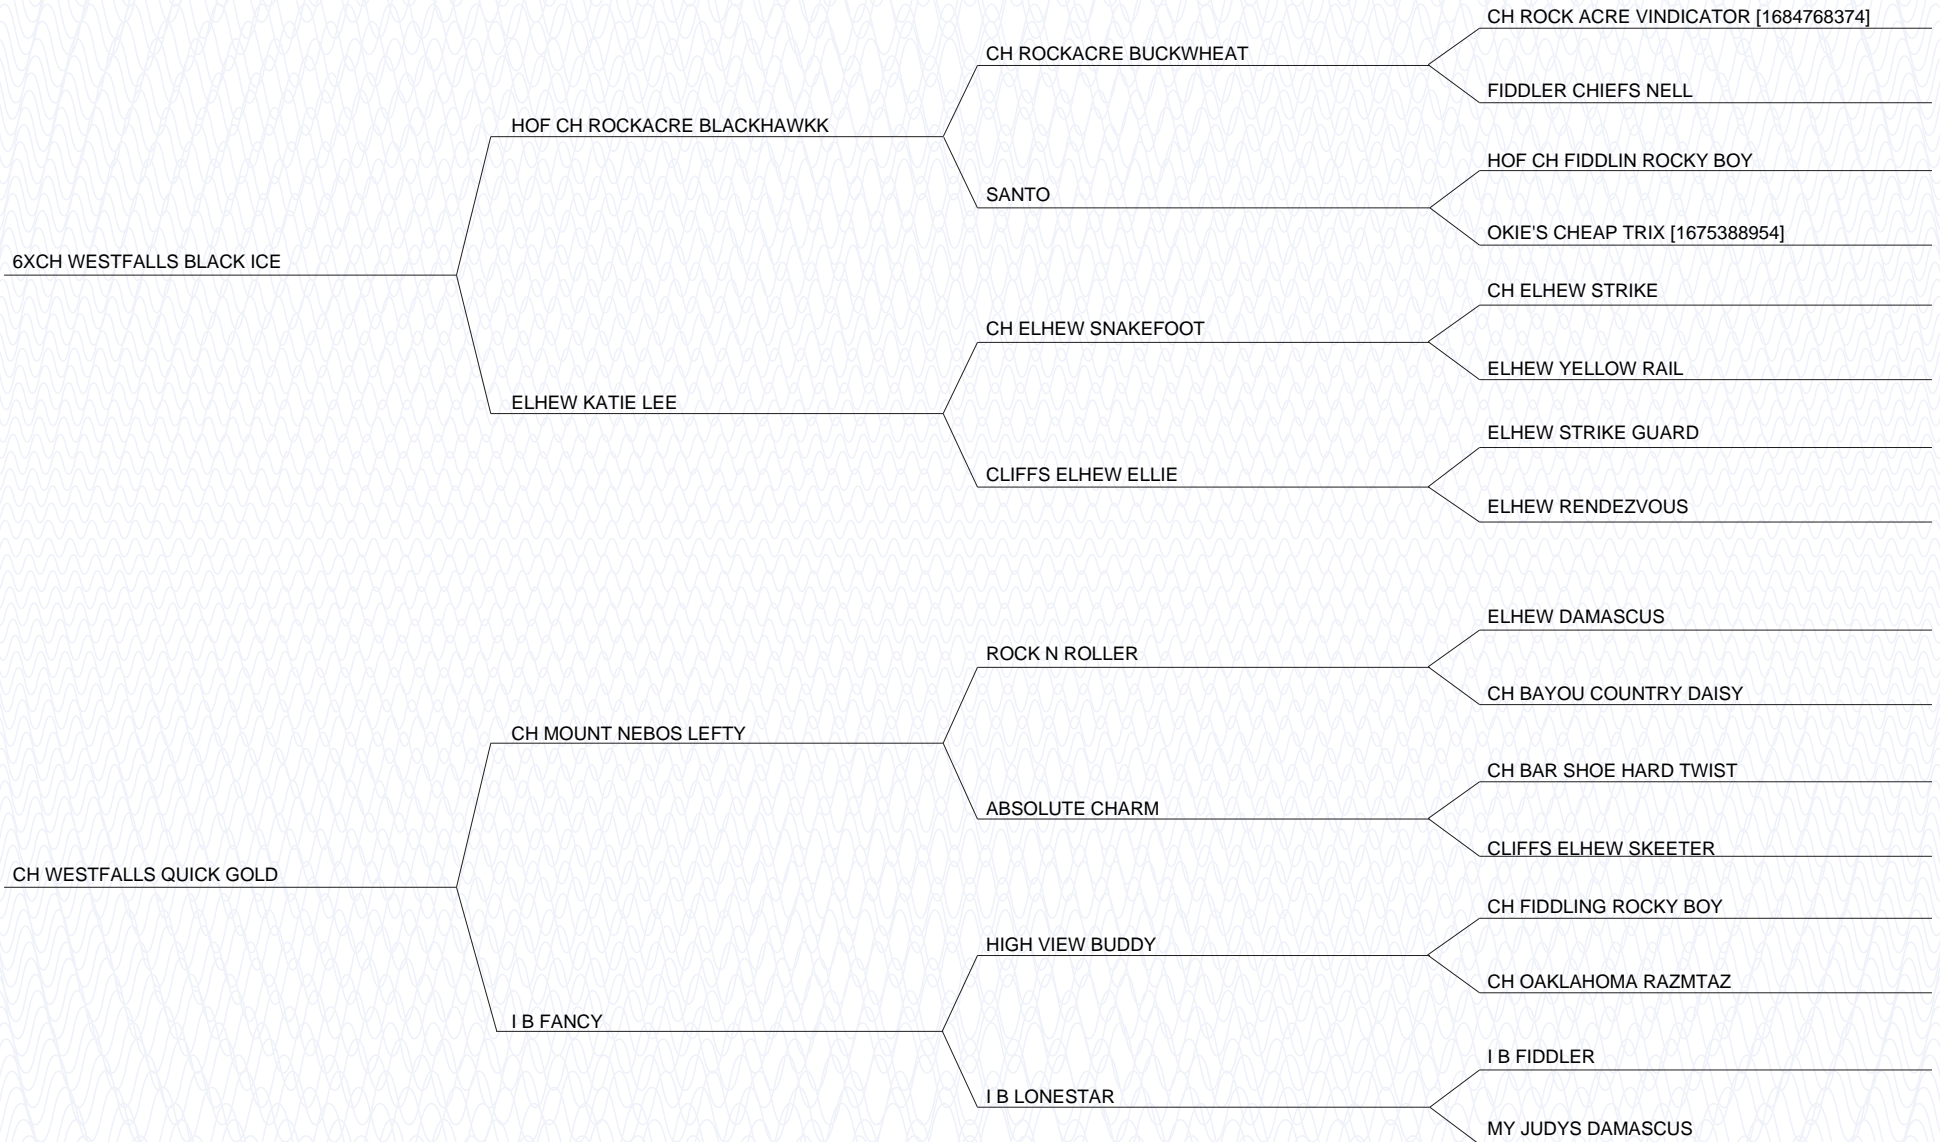 CH ROCK ACRE VINDICATOR [1684768374]
CH ROCKACRE BUCKWHEAT
FIDDLER CHIEFS NELL
HOF CH ROCKACRE BLACKHAWKK
HOF CH FIDDLIN ROCKY BOY
SANTO
OKIE'S CHEAP TRIX [1675388954]
6XCH WESTFALLS BLACK ICE
CH ELHEW STRIKE
CH ELHEW SNAKEFOOT
ELHEW YELLOW RAIL
ELHEW KATIE LEE
ELHEW STRIKE GUARD
CLIFFS ELHEW ELLIE
ELHEW RENDEZVOUS
ELHEW DAMASCUS
ROCK N ROLLER
CH BAYOU COUNTRY DAISY
CH MOUNT NEBOS LEFTY
CH BAR SHOE HARD TWIST
ABSOLUTE CHARM
CLIFFS ELHEW SKEETER
CH WESTFALLS QUICK GOLD
CH FIDDLING ROCKY BOY
HIGH VIEW BUDDY
CH OAKLAHOMA RAZMTAZ
I B FANCY
I B FIDDLER
I B LONESTAR
MY JUDYS DAMASCUS